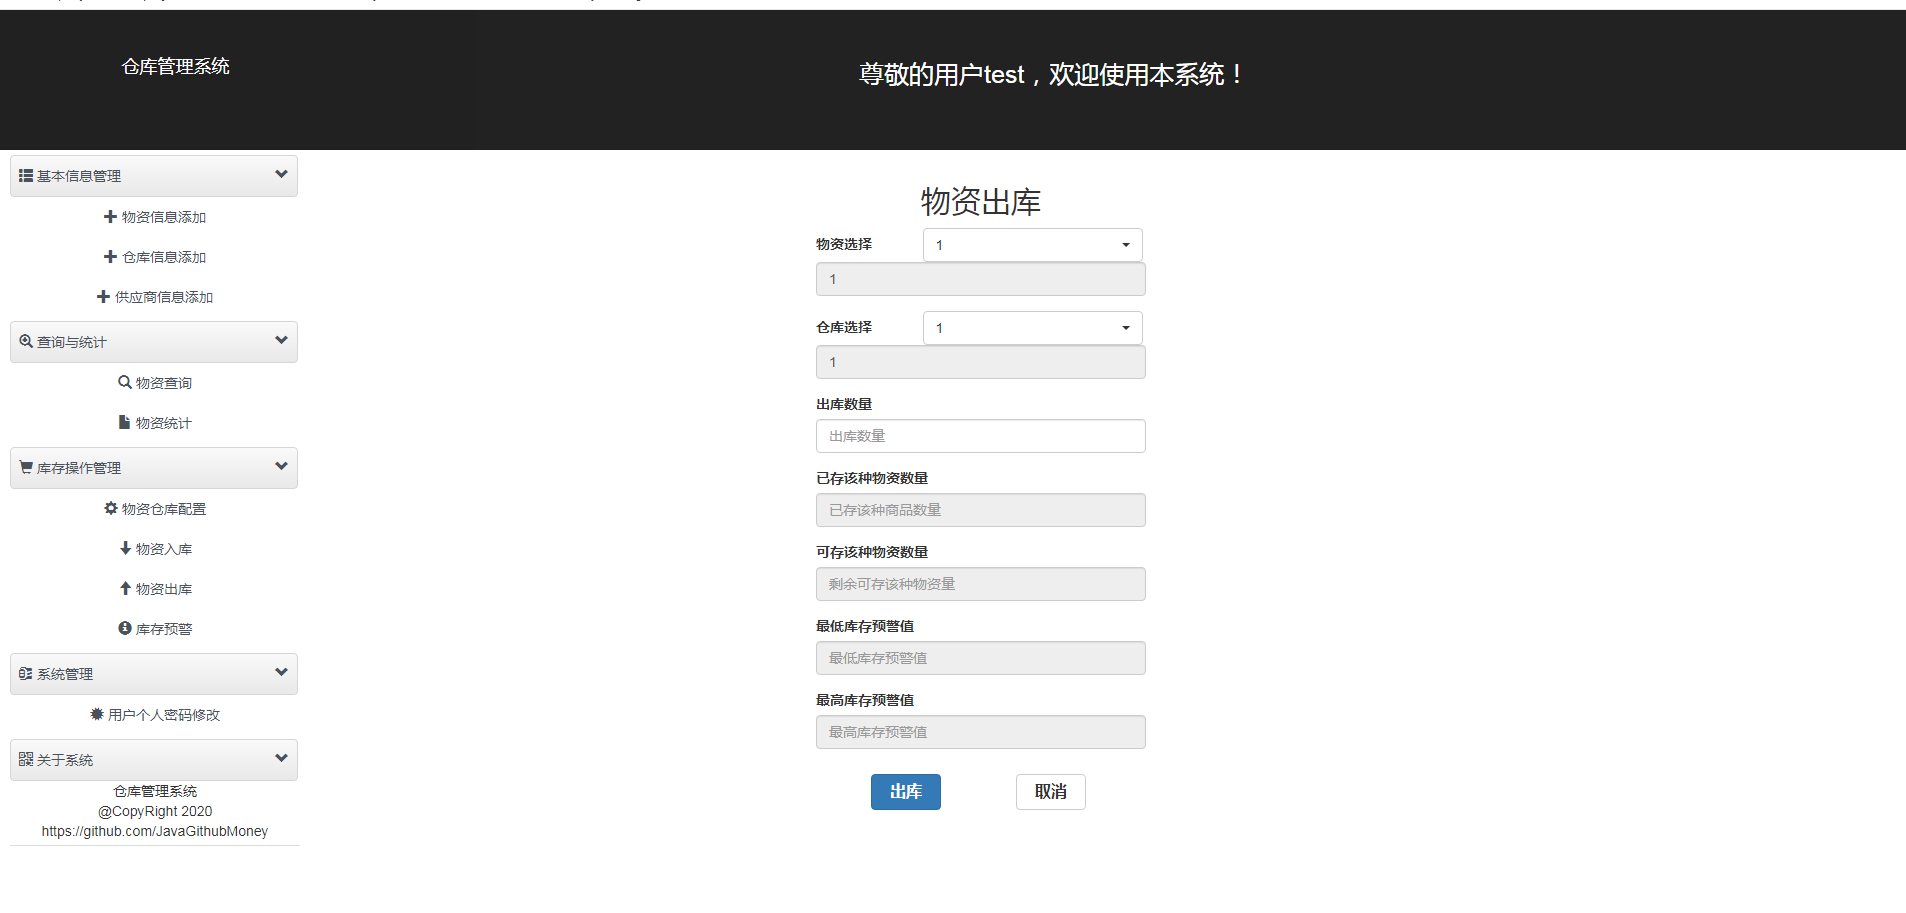 仓库管理系统
尊敬的用户test，欢迎使用本系统！
基本信息管理
物资信息添加
仓库信息添加
供应商信息添加
查询与统计
物资查询
物资统计
库存操作管理
物资仓库配置
物资入库
物资出库
库存预警
系统管理
用户个人密码修改
关于系统
仓库管理系统
@CopyRight 2020
https://github.com/JavaGithubMoney
物资出库
物资选择 1
1
仓库选择 1
1
出库数量
出库数量
已存该种物资数量
已存该种商品数量
可存该种物资数量
剩余可存该种物资量
最低库存预警值
最低库存预警值
最高库存预警值
最高库存预警值
出库 取消